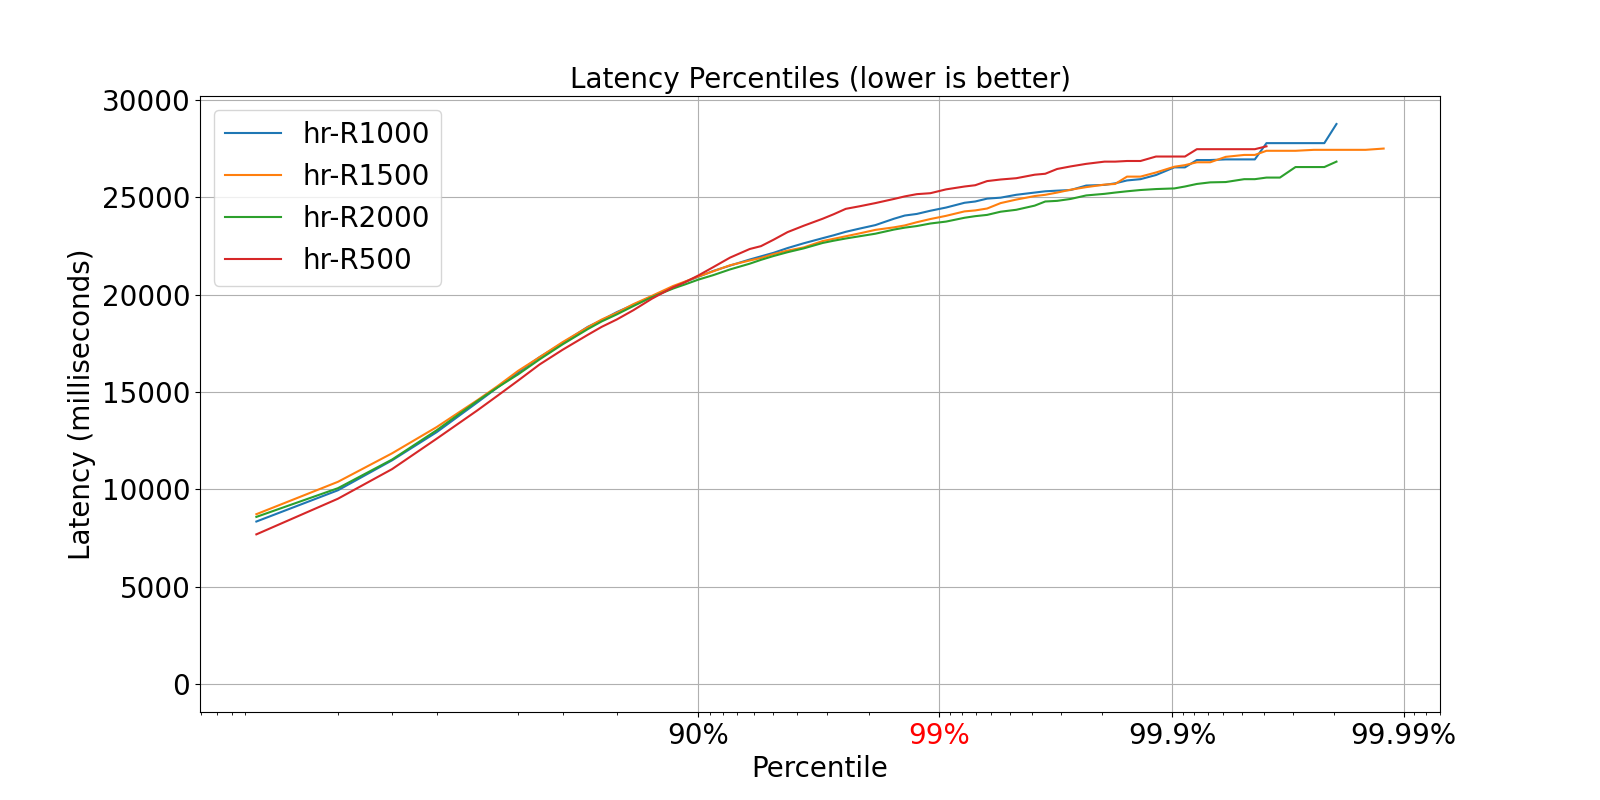 Latency Percentiles (lower is better)
30000
25000
20000
15000
10000
5000
0
Latency (milliseconds)
hr-R1000
hr-R1500
hr-R2000
hr-R500
90%
99%
99.9%
99.99%
Percentile